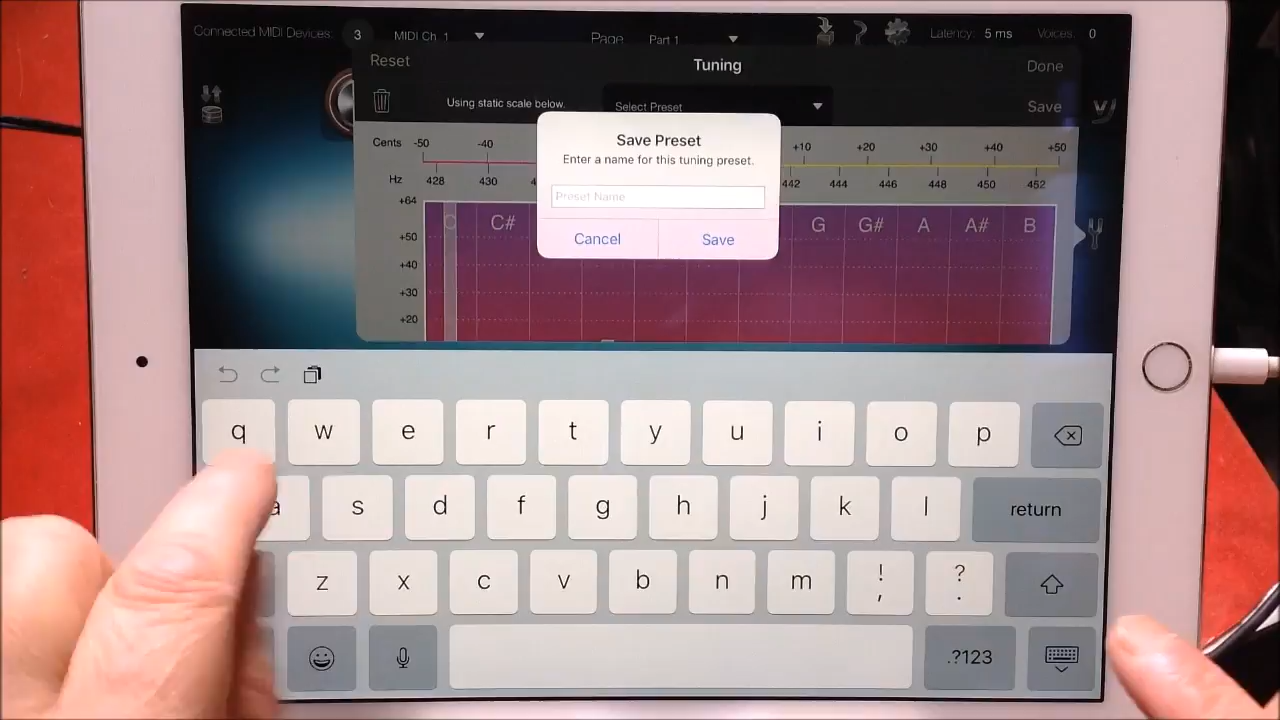 Connected MIDI Devices: 3 MIDI Ch 1 Page Part 1 Latency: 5 ms Voices: 0
Reset Tuning Done
Using static scale below. Select Preset Save
Save Preset
Enter a name for this tuning preset.
Preset Name
Cancel Save
Cents -50 -40 +10 +20 +30 +40 +50
Hz 428 430 442 444 446 448 450 452
+64
C C# G G# A A# B
+50
+40
+30
+20
q w e r t y u i o p
a s d f g h j k l return
z x c v b n m ! , ? .
.?123